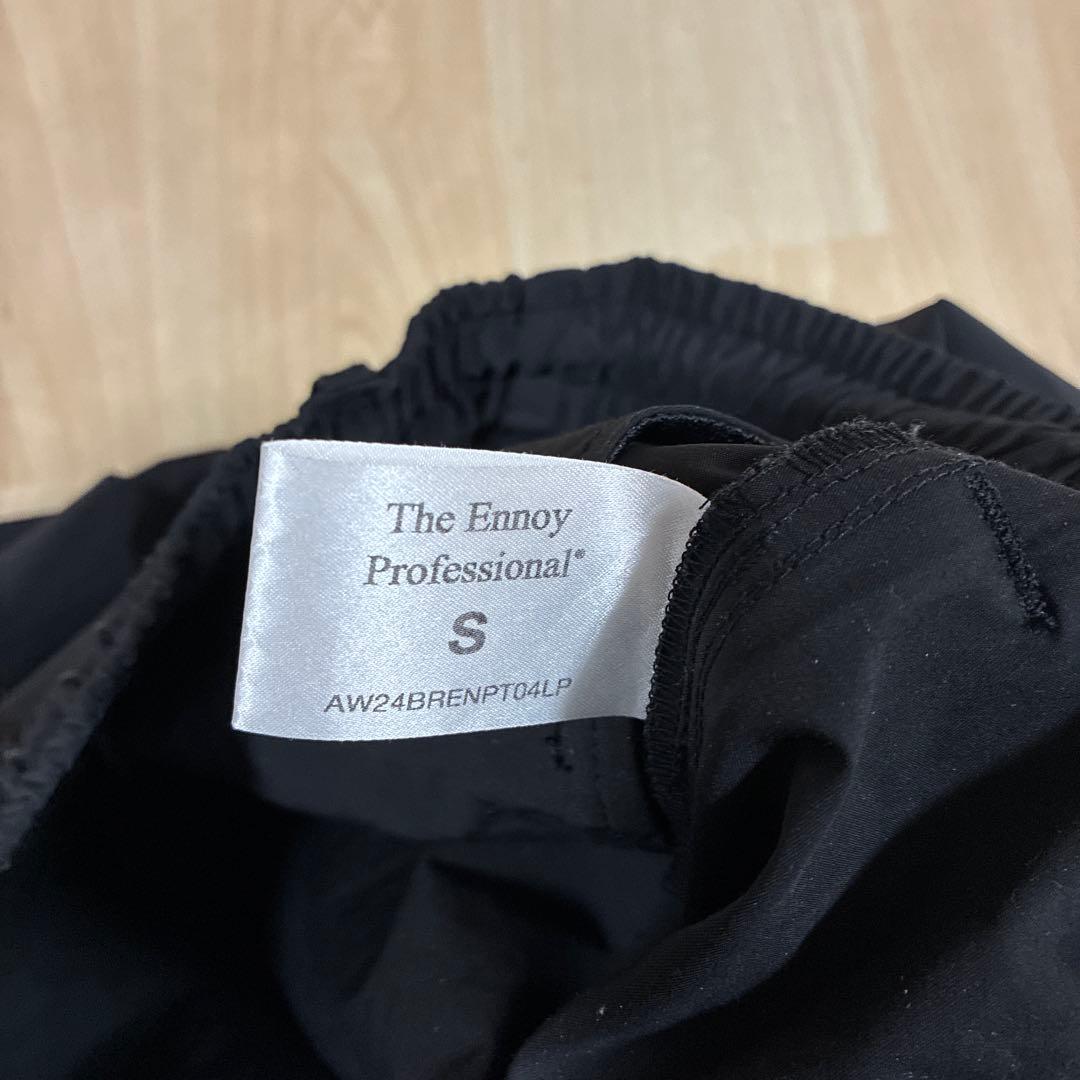 The Ennoy
Professional®
S
AW24BRENPT04LP